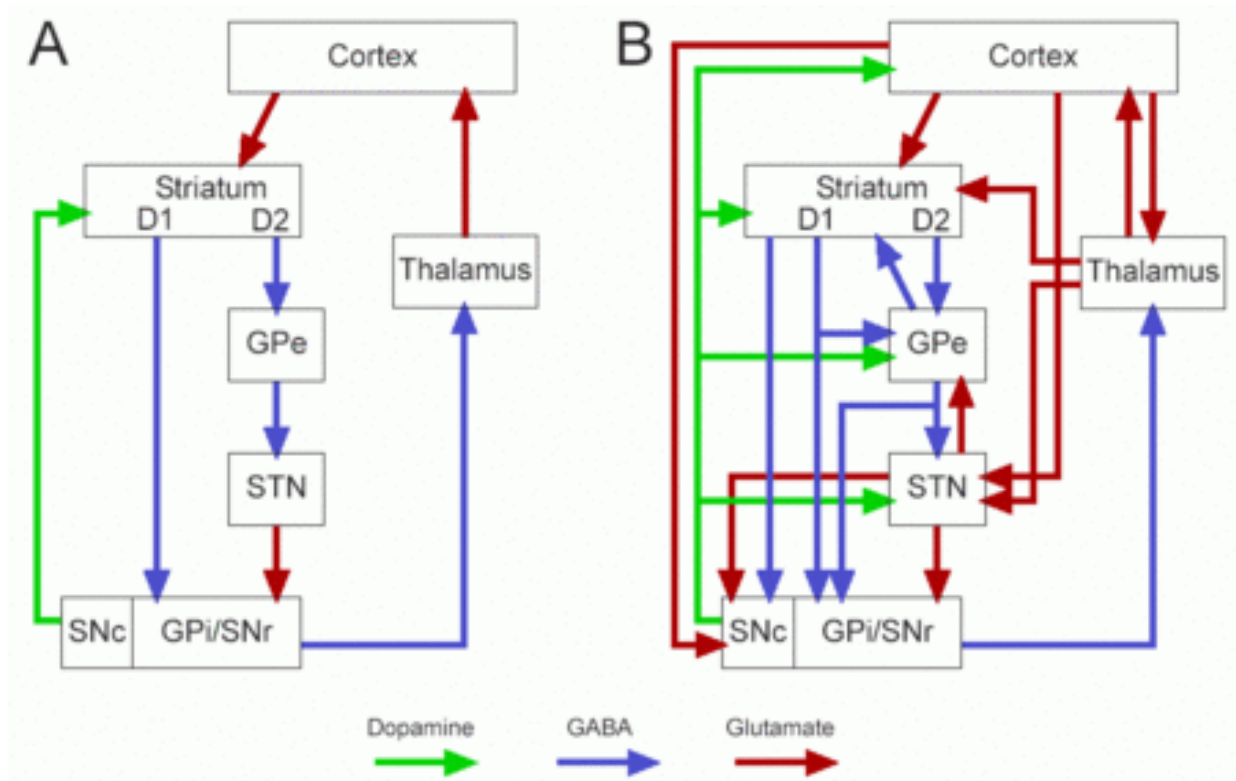 A
Cortex
Striatum
D1 D2
Thalamus
GPe
STN
SNc GPi/SNr
B
Cortex
Striatum
D1 D2
Thalamus
GPe
STN
SNc GPi/SNr
Dopamine GABA Glutamate